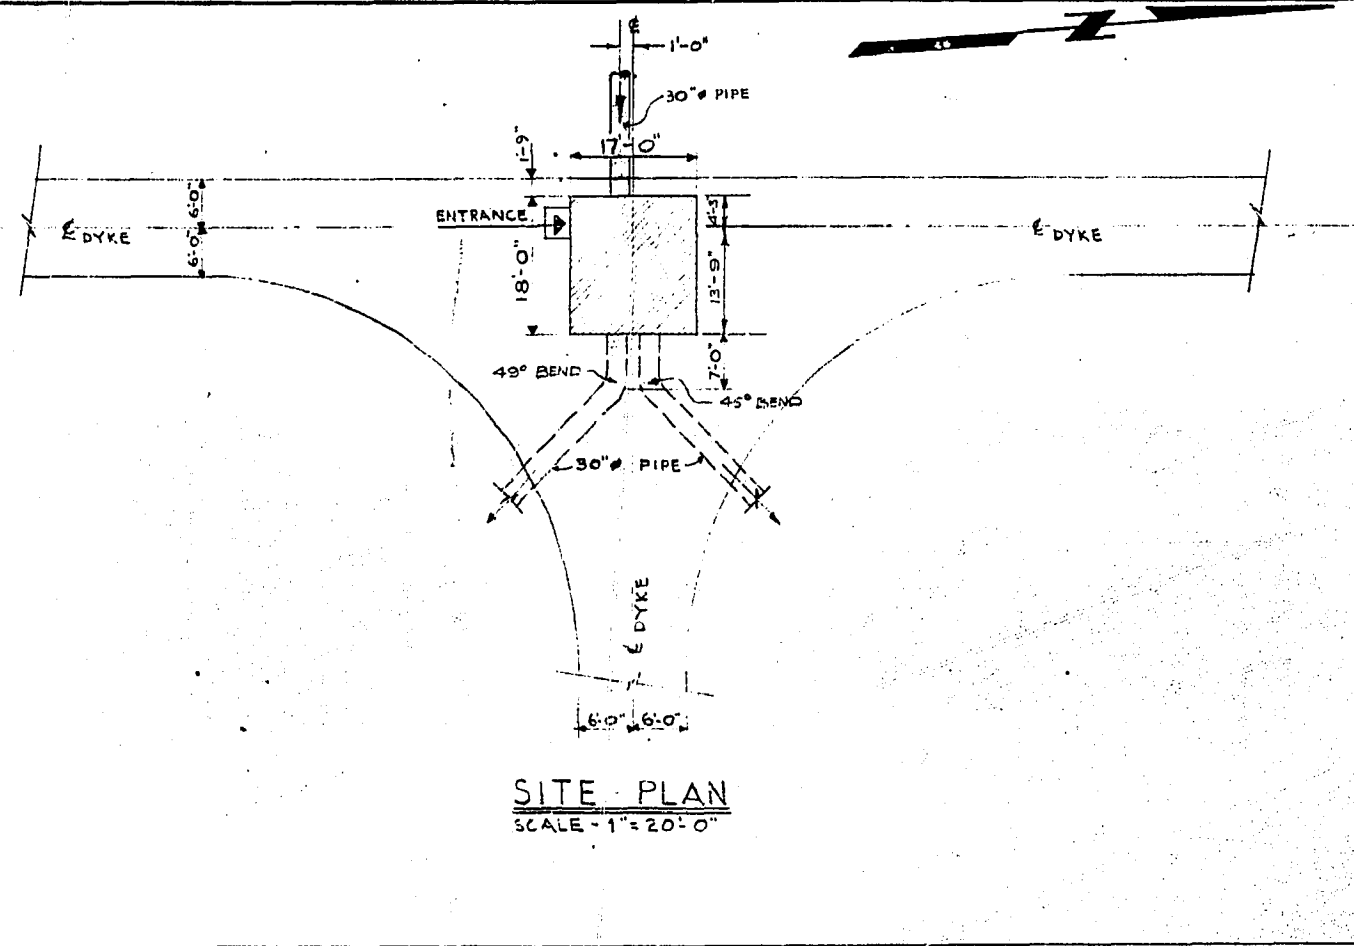 ℄
1'-0"
30"ø PIPE
17'-0"
1'-9"
6'-0"
6'-0"
℄ DYKE
ENTRANCE
18'-0"
4'-3"
13'-9"
℄ DYKE
7'-0"
49° BEND
45° BEND
30"ø PIPE
℄ DYKE
6'-0" 6'-0"
SITE PLAN
SCALE - 1" = 20'-0"